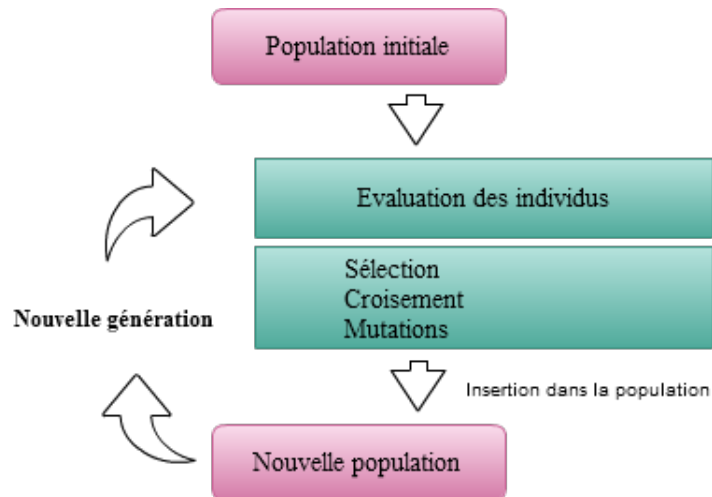 Population initiale
Evaluation des individus
Sélection
Croisement
Mutations
Nouvelle génération
Insertion dans la population
Nouvelle population